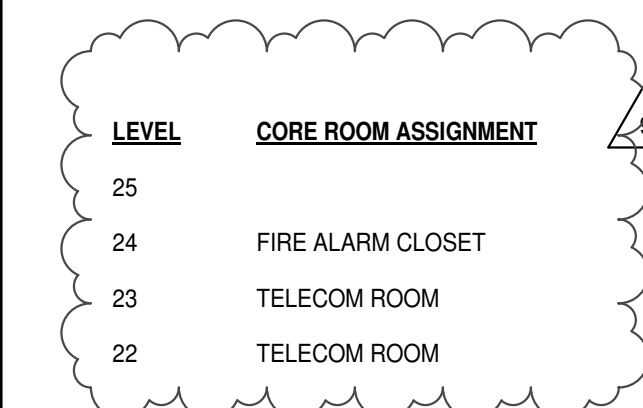 LEVEL CORE ROOM ASSIGNMENT
25
24 FIRE ALARM CLOSET
23 TELECOM ROOM
22 TELECOM ROOM